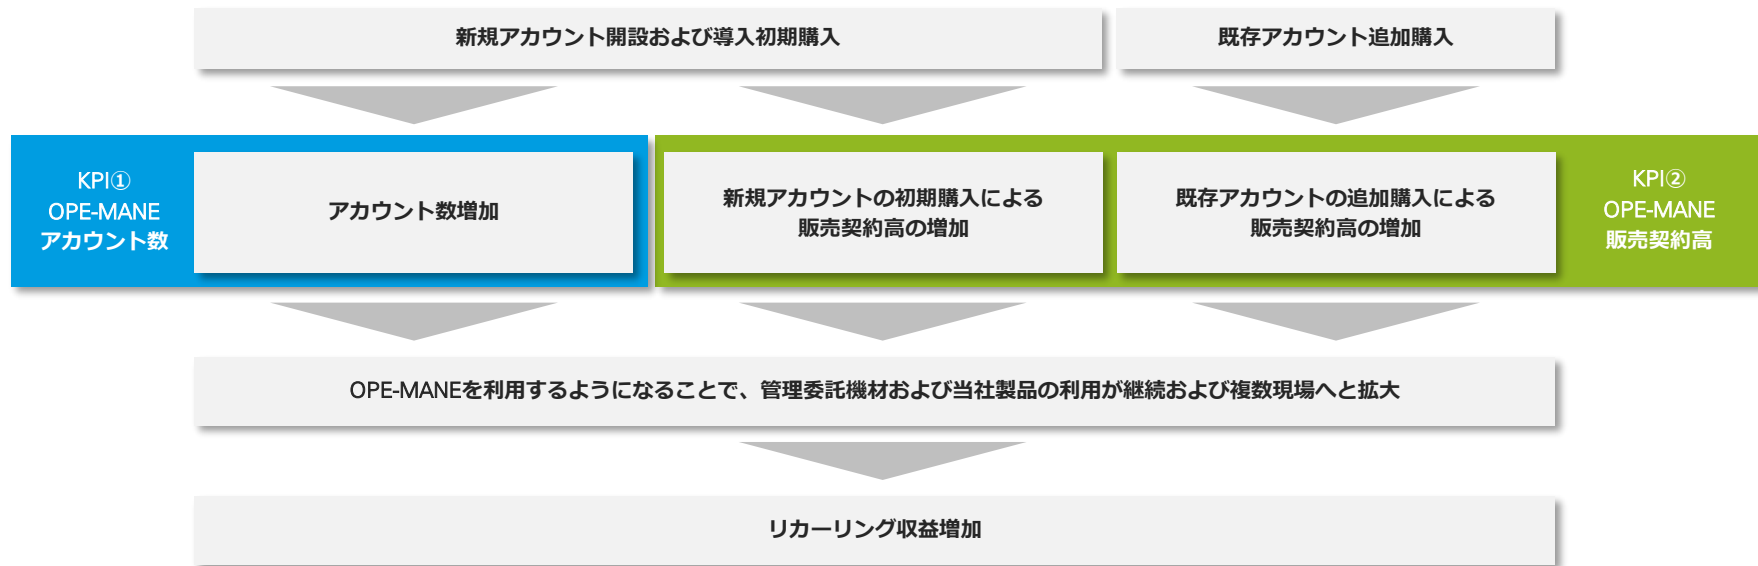 新規アカウント開設および導入初期購入
既存アカウント追加購入
KPI①
OPE-MANE
アカウント数
アカウント数増加
新規アカウントの初期購入による
販売契約高の増加
既存アカウントの追加購入による
販売契約高の増加
KPI②
OPE-MANE
販売契約高
OPE-MANEを利用するようになることで、管理委託機材および当社製品の利用が継続および複数現場へと拡大
リカーリング収益増加